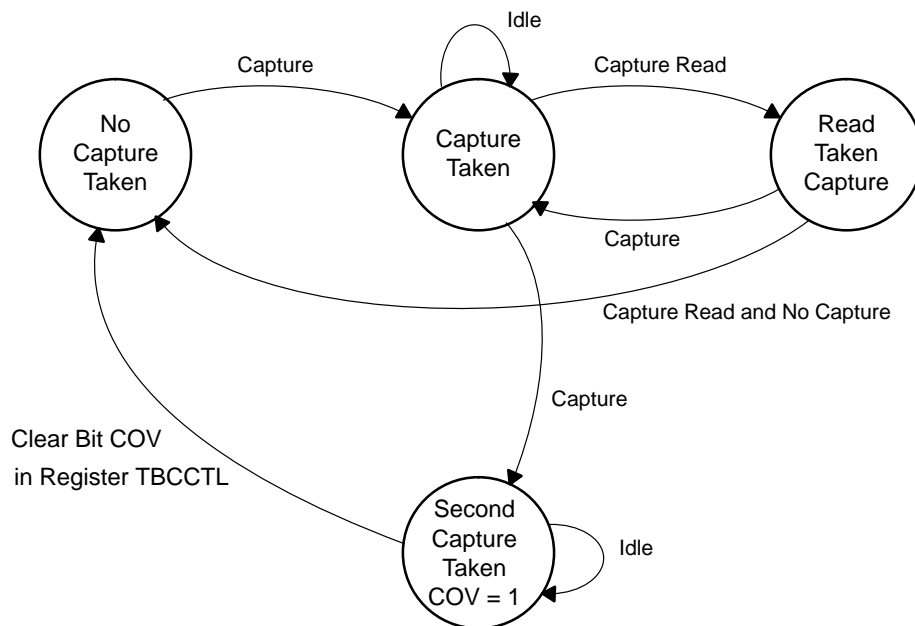 Idle
Capture
Capture Read
No
Capture
Taken
Capture
Taken
Read
Taken
Capture
Capture
Capture Read and No Capture
Capture
Clear Bit COV
in Register TBCCTL
Second
Capture
Taken
COV = 1
Idle